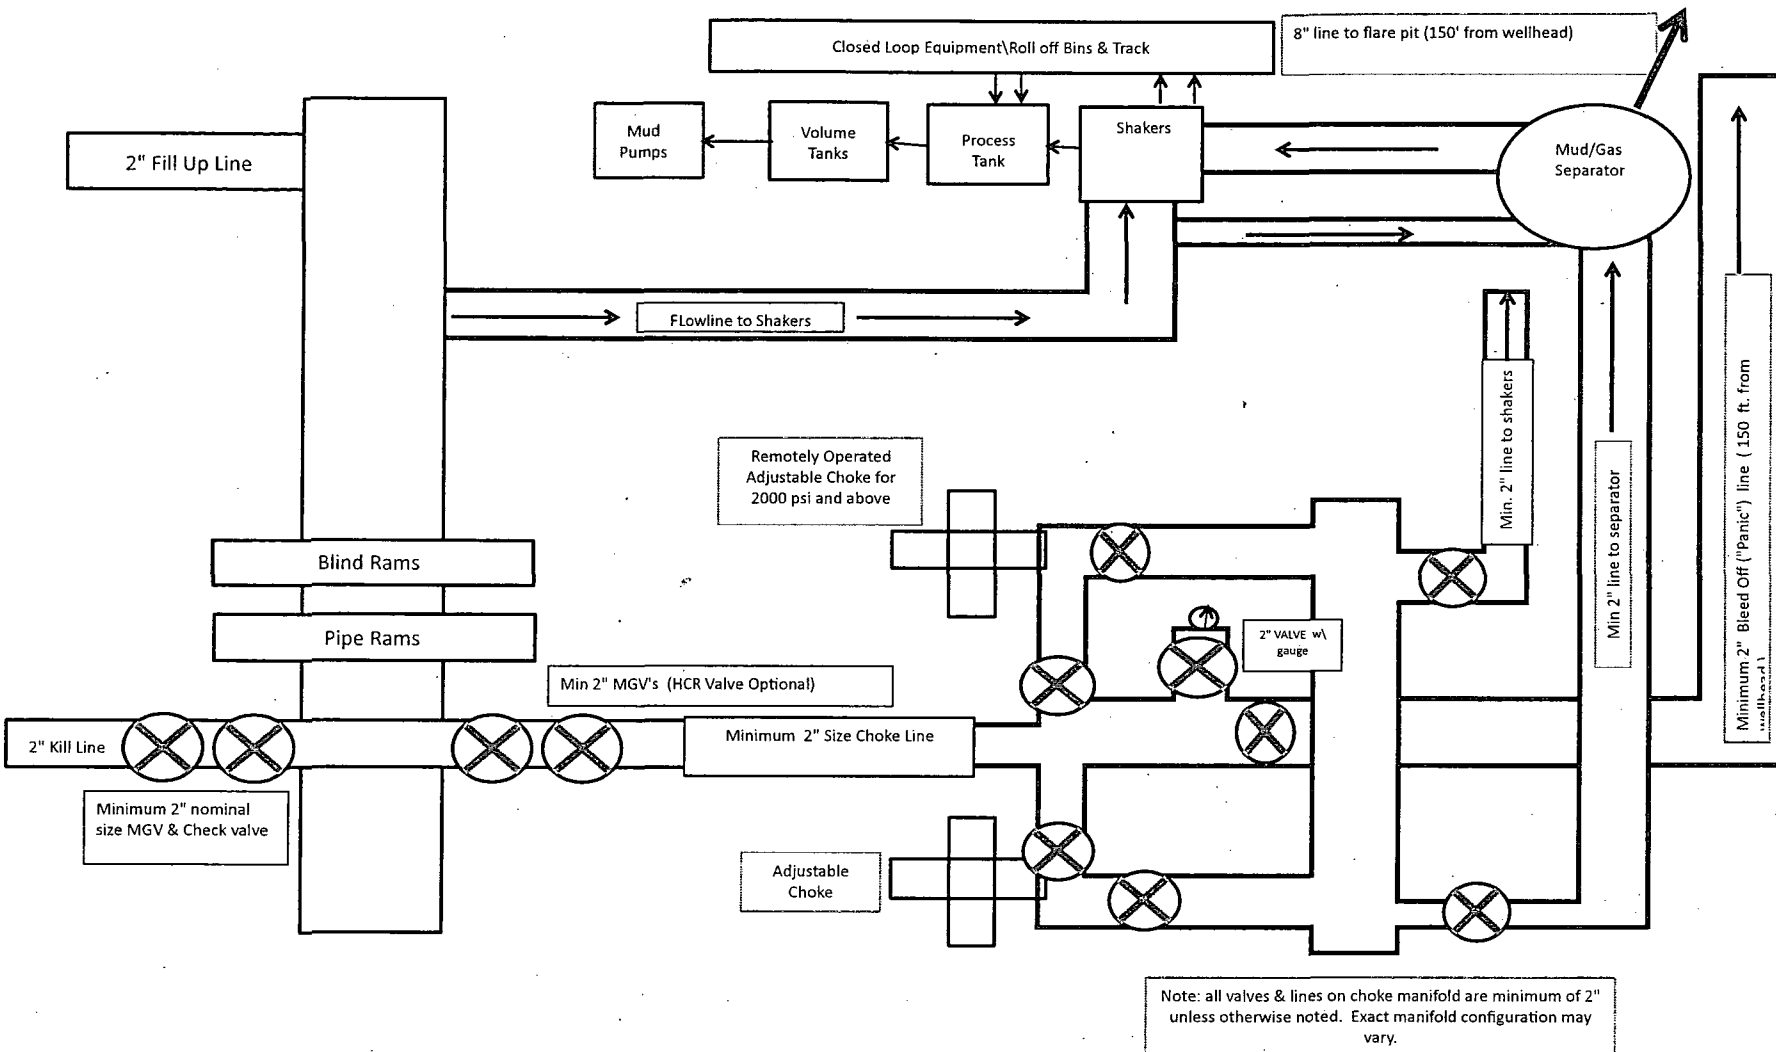 Closed Loop Equipment\Roll off Bins & Track
8" line to flare pit (150' from wellhead)
Mud
Pumps
Volume
Tanks
Process
Tank
Shakers
Mud/Gas
Separator
2" Fill Up Line
FLowline to Shakers
Min. 2" line to shakers
Min 2" line to separator
Minimum 2" Bleed Off ("Panic") line ( 150 ft. from
wellhead)
Remotely Operated
Adjustable Choke for
2000 psi and above
Blind Rams
Pipe Rams
2" VALVE w\
gauge
Min 2" MGV's (HCR Valve Optional)
2" Kill Line
Minimum 2" Size Choke Line
Minimum 2" nominal
size MGV & Check valve
Adjustable
Choke
Note: all valves & lines on choke manifold are minimum of 2"
unless otherwise noted. Exact manifold configuration may
vary.